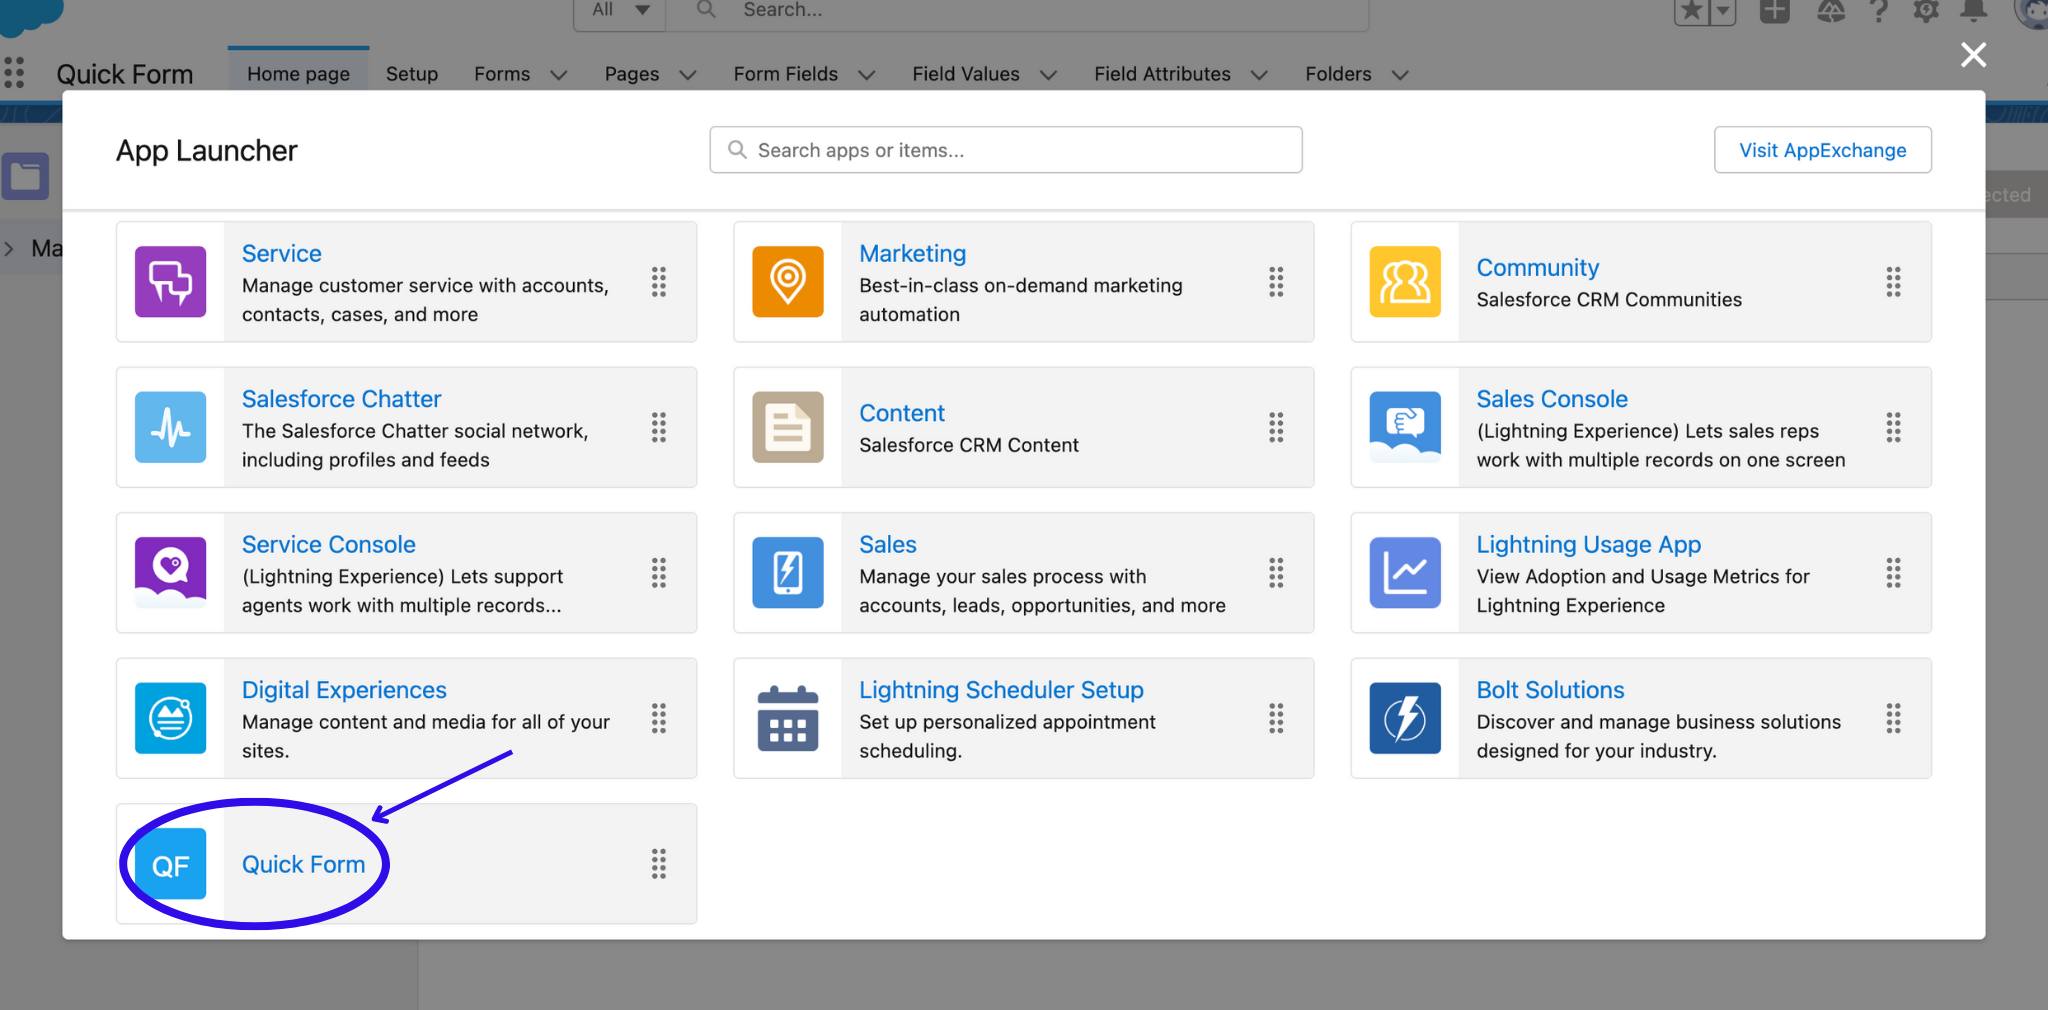 All
Search...
Quick Form
Home page
Setup
Forms
Pages
Form Fields
Field Values
Field Attributes
Folders
App Launcher
Search apps or items...
Visit AppExchange
Ma
Service
Manage customer service with accounts,
contacts, cases, and more
Marketing
Best-in-class on-demand marketing
automation
Community
Salesforce CRM Communities
Salesforce Chatter
The Salesforce Chatter social network,
including profiles and feeds
Content
Salesforce CRM Content
Sales Console
(Lightning Experience) Lets sales reps
work with multiple records on one screen
Service Console
(Lightning Experience) Lets support
agents work with multiple records...
Sales
Manage your sales process with
accounts, leads, opportunities, and more
Lightning Usage App
View Adoption and Usage Metrics for
Lightning Experience
Digital Experiences
Manage content and media for all of your
sites.
Lightning Scheduler Setup
Set up personalized appointment
scheduling.
Bolt Solutions
Discover and manage business solutions
designed for your industry.
QF
Quick Form